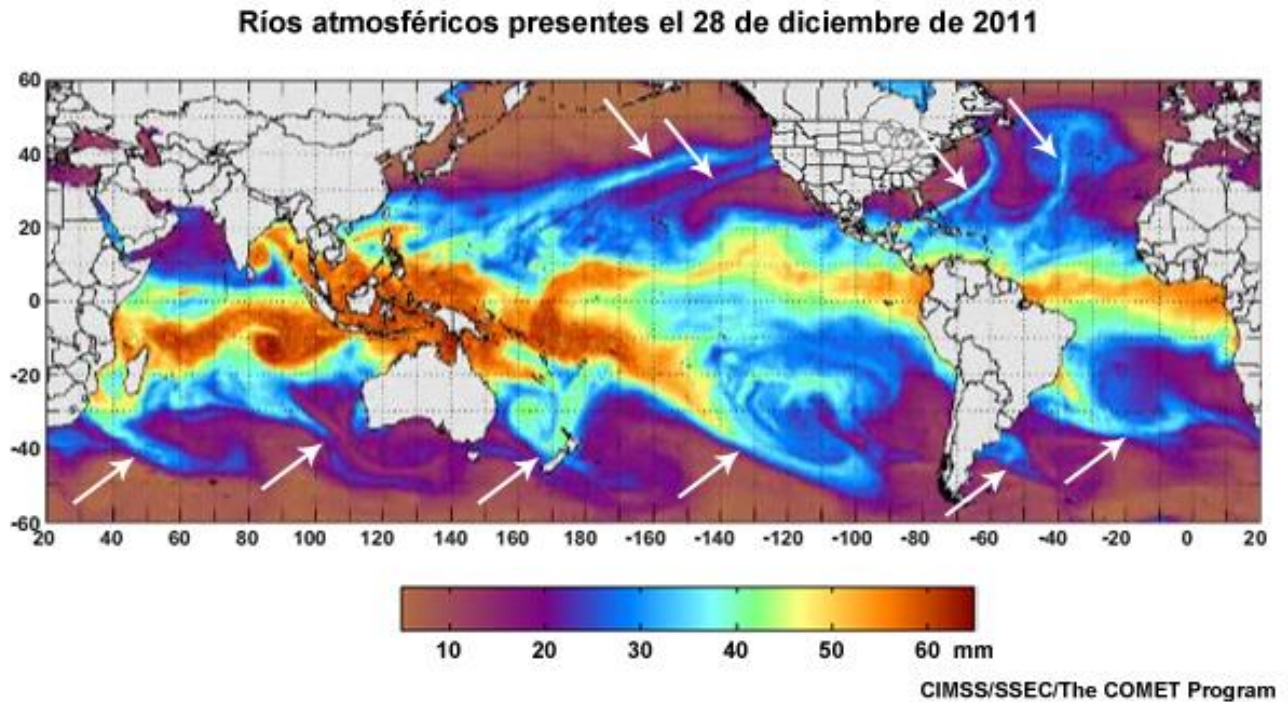 Ríos atmosféricos presentes el 28 de diciembre de 2011
60
40
20
0
-20
-40
-60
20 40 60 80 100 120 140 160 180 -160 -140 -120 -100 -80 -60 -40 -20 0 20
10 20 30 40 50 60 mm
CIMSS/SSEC/The COMET Program